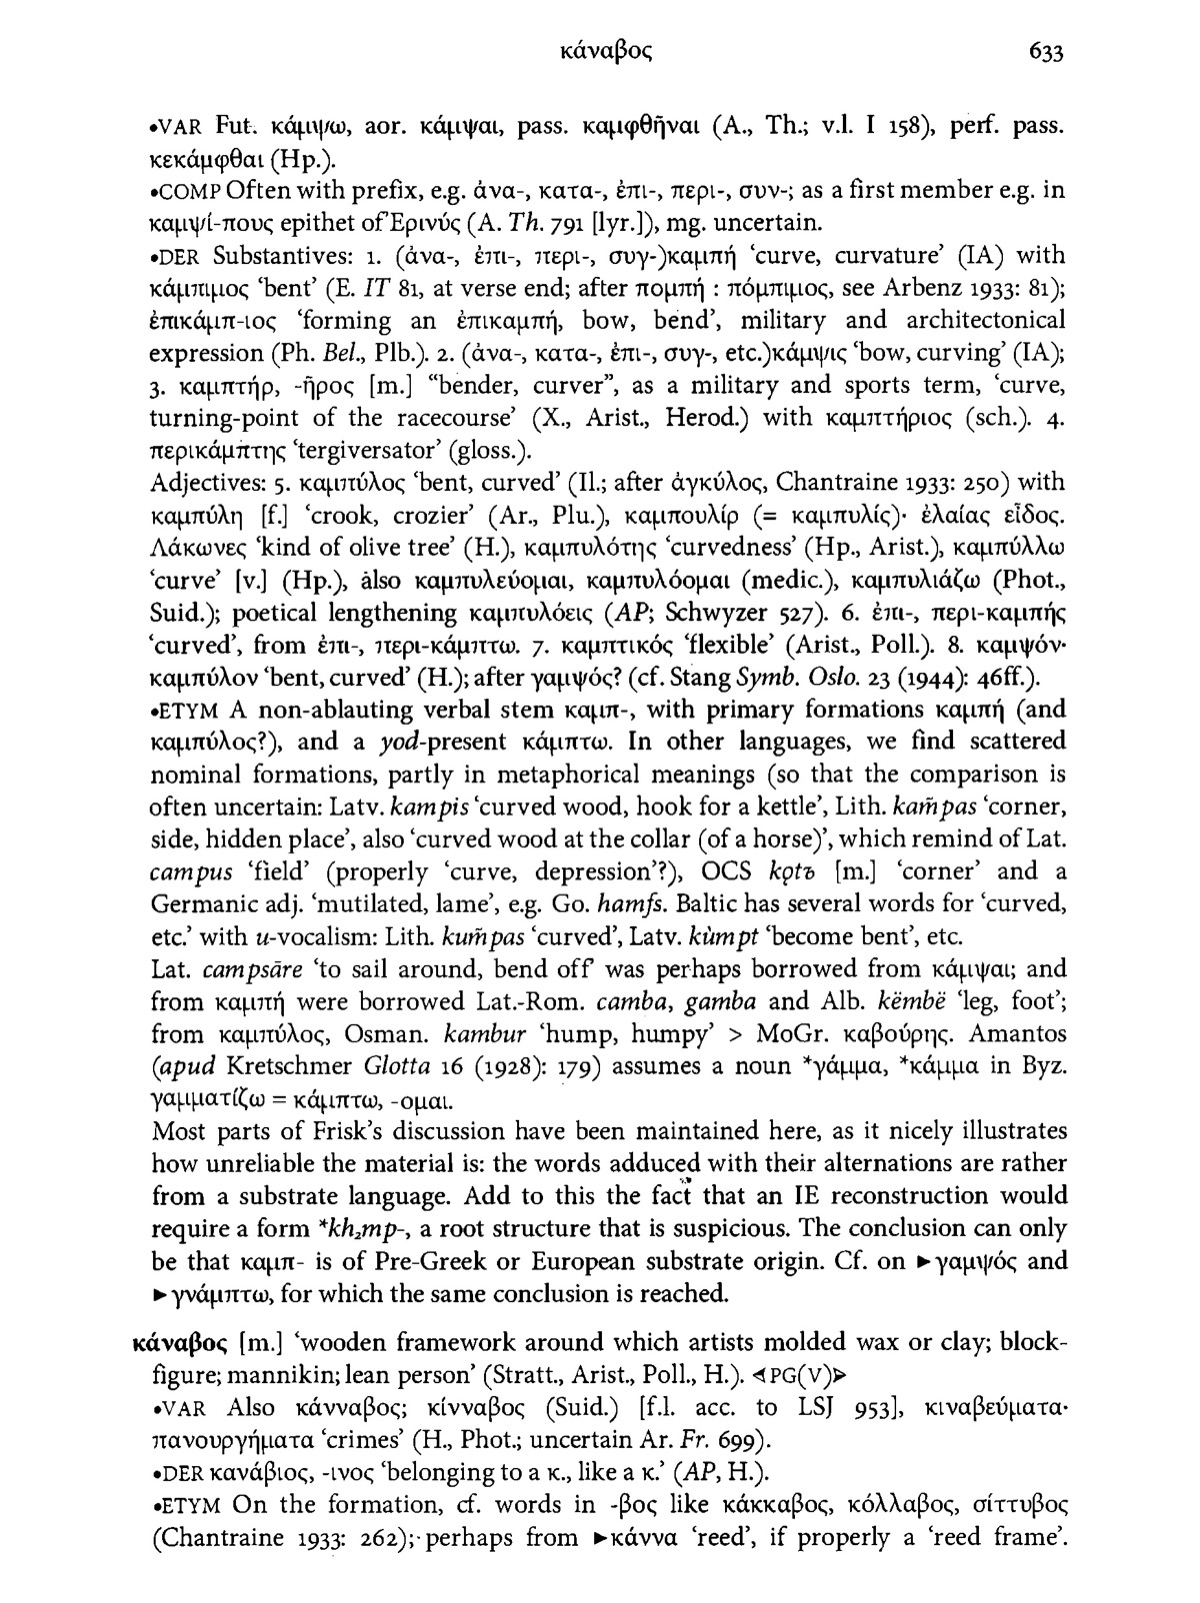 κάναβος 633
•VAR Fut. κάμψω, aor. κάμψαι, pass. καμφθῆναι (A., Th.; v.l. I 158), perf. pass.
κεκάμφθαι (Hp.).
•COMP Often with prefix, e.g. ἀνα-, κατα-, ἐπι-, περι-, συν-; as a first member e.g. in
καμψί-πους epithet of Ἐρινύς (A. Th. 791 [lyr.]), mg. uncertain.
•DER Substantives: 1. (ἀνα-, ἐπι-, περι-, συγ-)καμπή ‘curve, curvature’ (IA) with
κάμπιμος ‘bent’ (E. IT 81, at verse end; after πομπή : πόμπιμος, see Arbenz 1933: 81);
ἐπικάμπ-ιος ‘forming an ἐπικαμπή, bow, bend’, military and architectonical
expression (Ph. Bel., Plb.). 2. (ἀνα-, κατα-, ἐπι-, συγ-, etc.)κάμψις ‘bow, curving’ (IA);
3. καμπτήρ, -ῆρος [m.] “bender, curver”, as a military and sports term, ‘curve,
turning-point of the racecourse’ (X., Arist., Herod.) with καμπτήριος (sch.). 4.
περικάμπτης ‘tergiversator’ (gloss.).
Adjectives: 5. καμπύλος ‘bent, curved’ (Il.; after ἀγκύλος, Chantraine 1933: 250) with
καμπύλη [f.] ‘crook, crozier’ (Ar., Plu.), καμπουλίρ (= καμπυλίς)· ἐλαίας εἶδος.
Λάκωνες ‘kind of olive tree’ (H.), καμπυλότης ‘curvedness’ (Hp., Arist.), καμπύλλω
‘curve’ [v.] (Hp.), also καμπυλεύομαι, καμπυλόομαι (medic.), καμπυλιάζω (Phot.,
Suid.); poetical lengthening καμπυλόεις (AP; Schwyzer 527). 6. ἐπι-, περι-καμπής
‘curved’, from ἐπι-, περι-κάμπτω. 7. καμπτικός ‘flexible’ (Arist., Poll.). 8. καμψόν·
καμπύλον ‘bent, curved’ (H.); after γαμψός? (cf. Stang Symb. Oslo. 23 (1944): 46ff.).
•ETYM A non-ablauting verbal stem καμπ-, with primary formations καμπή (and
καμπύλος?), and a yod-present κάμπτω. In other languages, we find scattered
nominal formations, partly in metaphorical meanings (so that the comparison is
often uncertain: Latv. kampis ‘curved wood, hook for a kettle’, Lith. kam̃pas ‘corner,
side, hidden place’, also ‘curved wood at the collar (of a horse)’, which remind of Lat.
campus ‘field’ (properly ‘curve, depression’?), OCS kǫtъ [m.] ‘corner’ and a
Germanic adj. ‘mutilated, lame’, e.g. Go. hamfs. Baltic has several words for ‘curved,
etc.’ with u-vocalism: Lith. kum̃pas ‘curved’, Latv. kùmpt ‘become bent’, etc.
Lat. campsāre ‘to sail around, bend off’ was perhaps borrowed from κάμψαι; and
from καμπή were borrowed Lat.-Rom. camba, gamba and Alb. këmbë ‘leg, foot’;
from καμπύλος, Osman. kambur ‘hump, humpy’ > MoGr. καβούρης. Amantos
(apud Kretschmer Glotta 16 (1928): 179) assumes a noun *γάμμα, *κάμμα in Byz.
γαμματίζω = κάμπτω, -ομαι.
Most parts of Frisk’s discussion have been maintained here, as it nicely illustrates
how unreliable the material is: the words adduced with their alternations are rather
from a substrate language. Add to this the fact that an IE reconstruction would
require a form *kh₂mp-, a root structure that is suspicious. The conclusion can only
be that καμπ- is of Pre-Greek or European substrate origin. Cf. on ►γαμψός and
►γνάμπτω, for which the same conclusion is reached.
κάναβος [m.] ‘wooden framework around which artists molded wax or clay; block-
figure; mannikin; lean person’ (Stratt., Arist., Poll., H.). ◄PG(V)►
•VAR Also κάνναβος; κίνναβος (Suid.) [f.l. acc. to LSJ 953], κιναβεύματα·
πανουργήματα ‘crimes’ (H., Phot.; uncertain Ar. Fr. 699).
•DER κανάβιος, -ινος ‘belonging to a κ., like a κ.’ (AP, H.).
•ETYM On the formation, cf. words in -βος like κάκκαβος, κόλλαβος, σίττυβος
(Chantraine 1933: 262); perhaps from ►κάννα ‘reed’, if properly a ‘reed frame’.